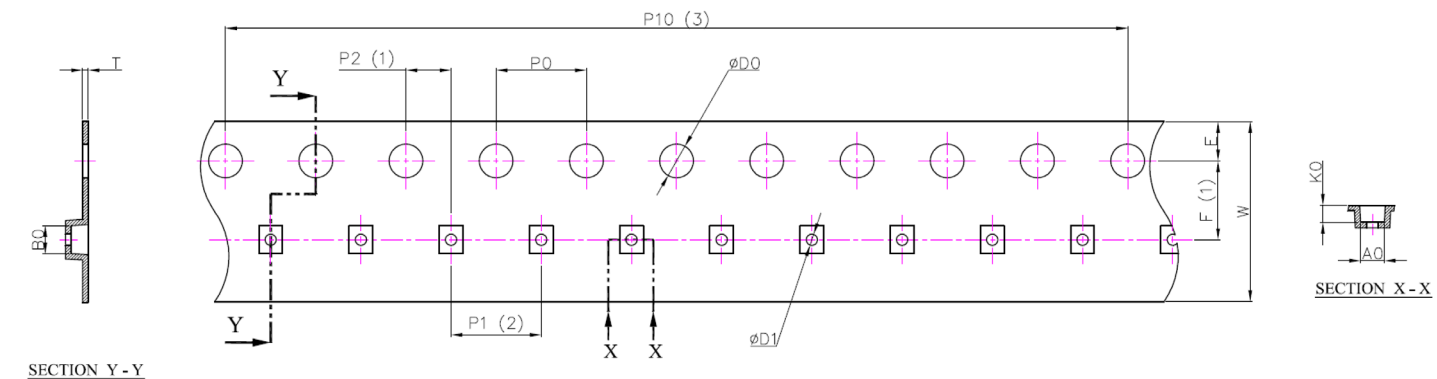 P10 (3)
T
P2 (1)
P0
ØD0
Y
E
F (1)
W
K0
B0
A0
SECTION X - X
Y
P1 (2)
X
X
ØD1
SECTION Y - Y